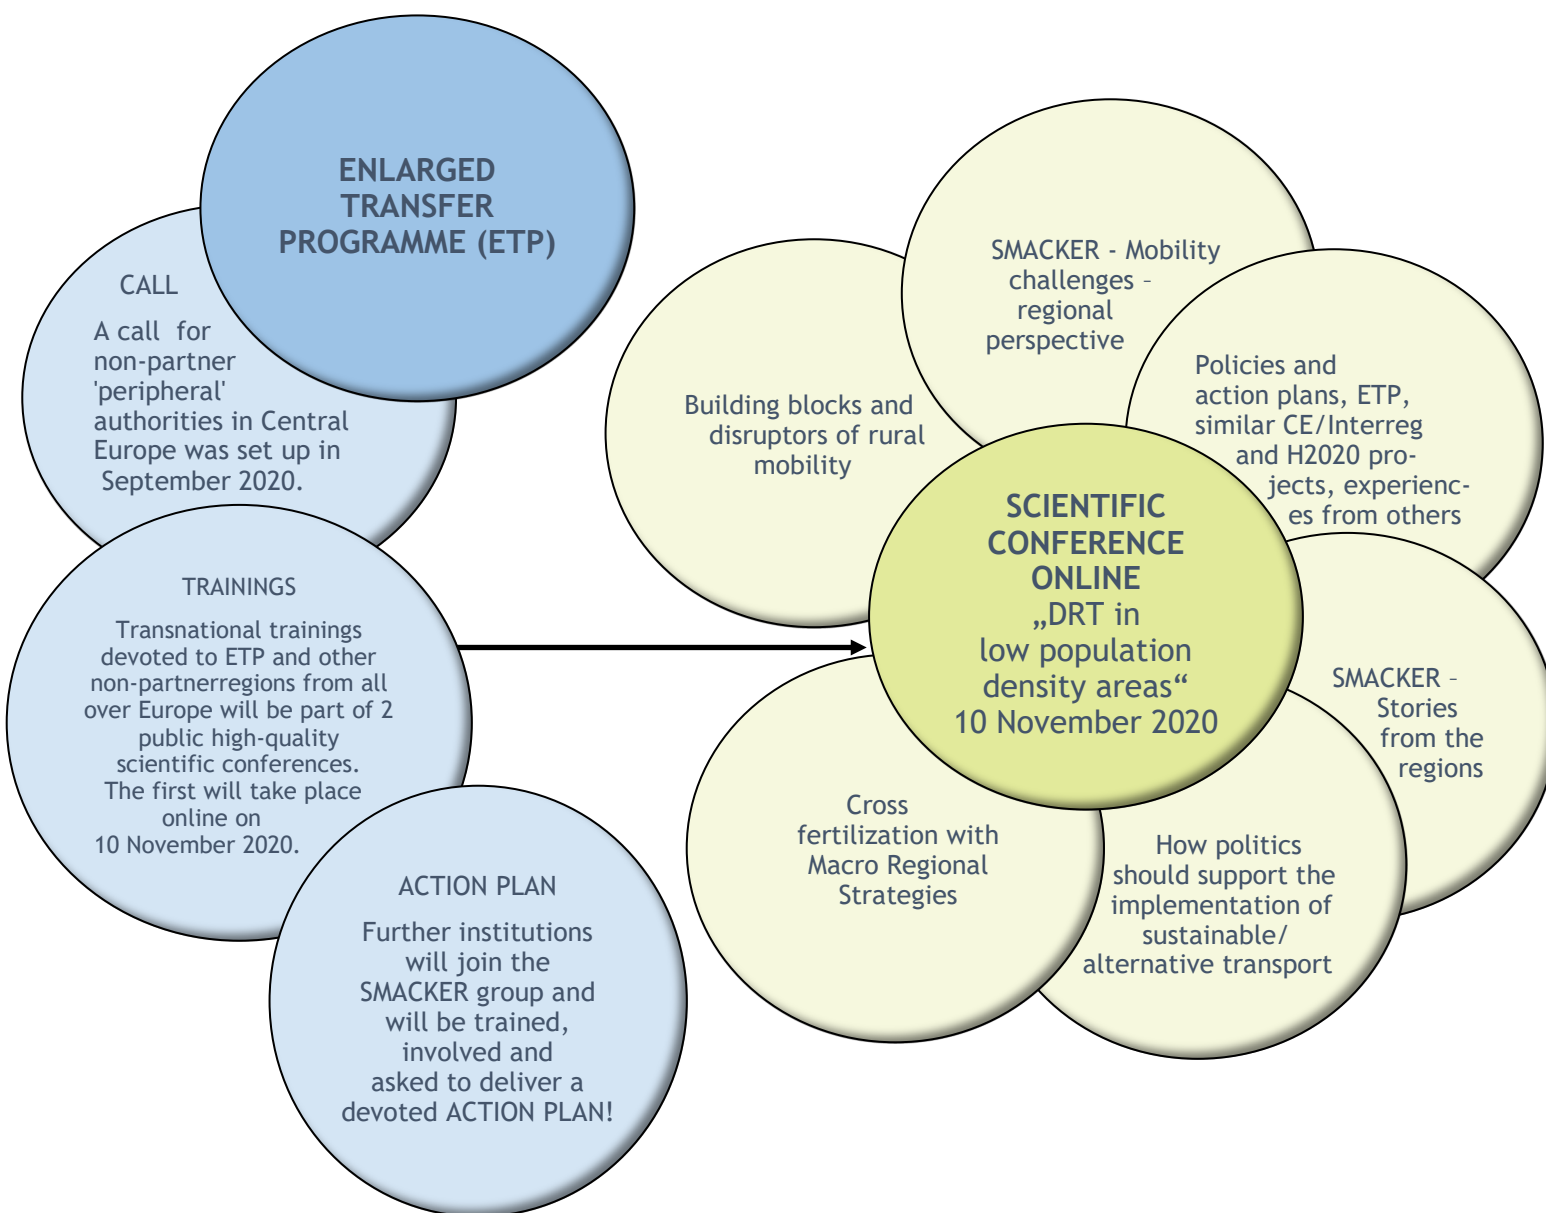 ENLARGED
TRANSFER
PROGRAMME (ETP)
CALL
A call for
non-partner
'peripheral'
authorities in Central
Europe was set up in
September 2020.
TRAININGS
Transnational trainings
devoted to ETP and other
non-partnerregions from all
over Europe will be part of 2
public high-quality
scientific conferences.
The first will take place
online on
10 November 2020.
ACTION PLAN
Further institutions
will join the
SMACKER group and
will be trained,
involved and
asked to deliver a
devoted ACTION PLAN!
SCIENTIFIC
CONFERENCE
ONLINE
„DRT in
low population
density areas“
10 November 2020
Building blocks and
disruptors of rural
mobility
SMACKER - Mobility
challenges –
regional
perspective
Policies and
action plans, ETP,
similar CE/Interreg
and H2020 pro-
jects, experienc-
es from others
SMACKER –
Stories
from the
regions
How politics
should support the
implementation of
sustainable/
alternative transport
Cross
fertilization with
Macro Regional
Strategies